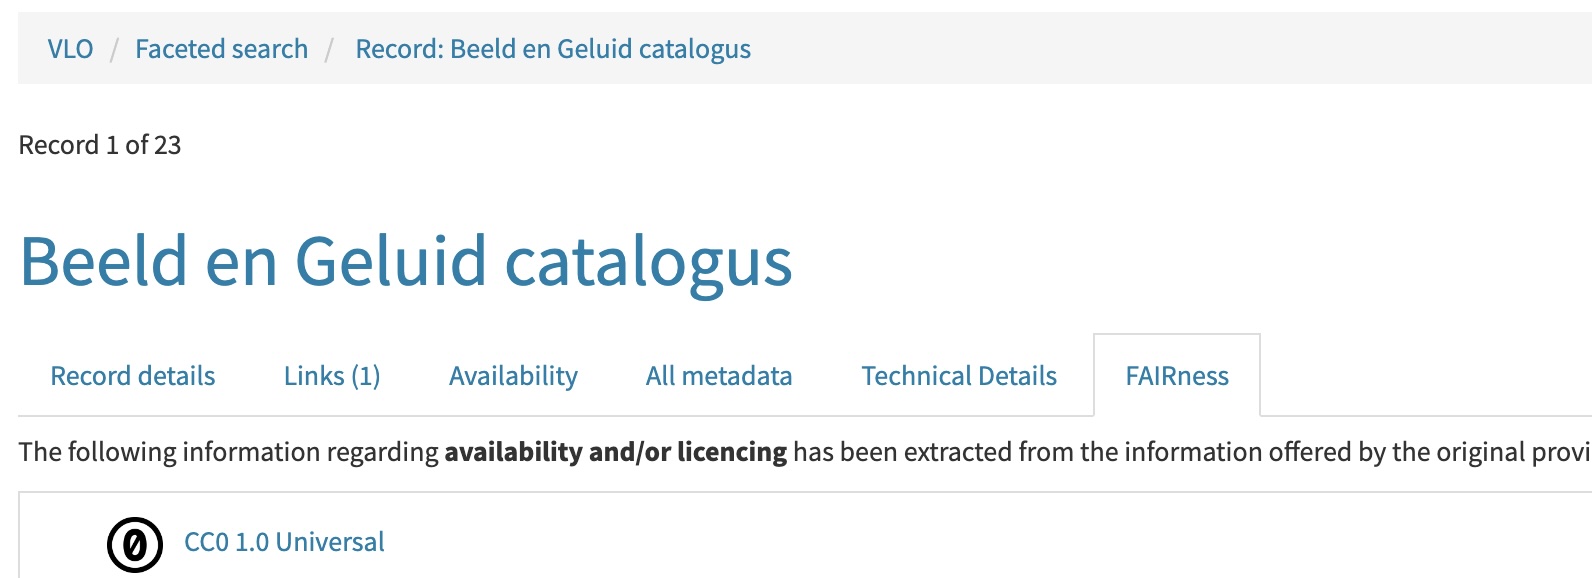 VLO / Faceted search / Record: Beeld en Geluid catalogus
Record 1 of 23
Beeld en Geluid catalogus
Record details Links (1) Availability All metadata Technical Details FAIRness
The following information regarding availability and/or licencing has been extracted from the information offered by the original provi
CC0 1.0 Universal